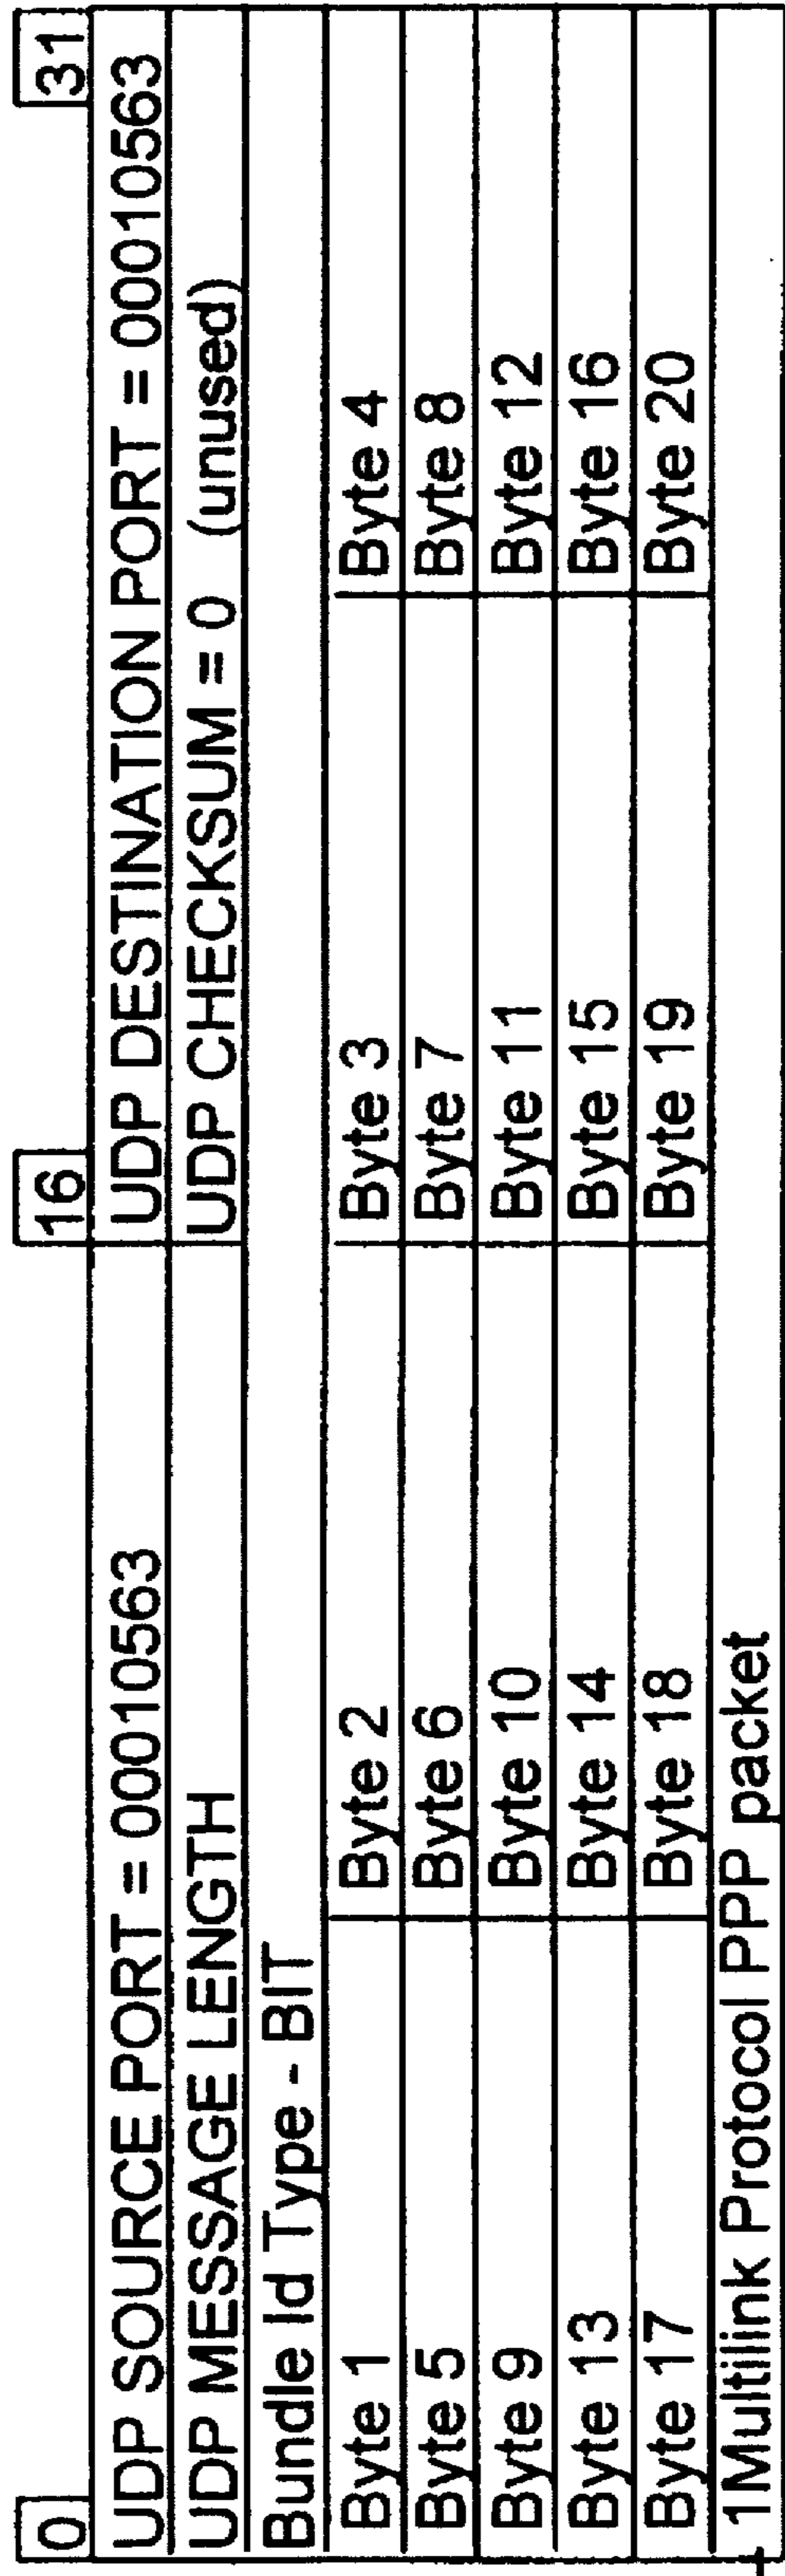 0 16 31
UDP SOURCE PORT = 00010563 UDP DESTINATION PORT = 00010563
UDP MESSAGE LENGTH UDP CHECKSUM = 0 (unused)
Bundle Id Type - BIT
Byte 1 Byte 2 Byte 3 Byte 4
Byte 5 Byte 6 Byte 7 Byte 8
Byte 9 Byte 10 Byte 11 Byte 12
Byte 13 Byte 14 Byte 15 Byte 16
Byte 17 Byte 18 Byte 19 Byte 20
1Multilink Protocol PPP packet